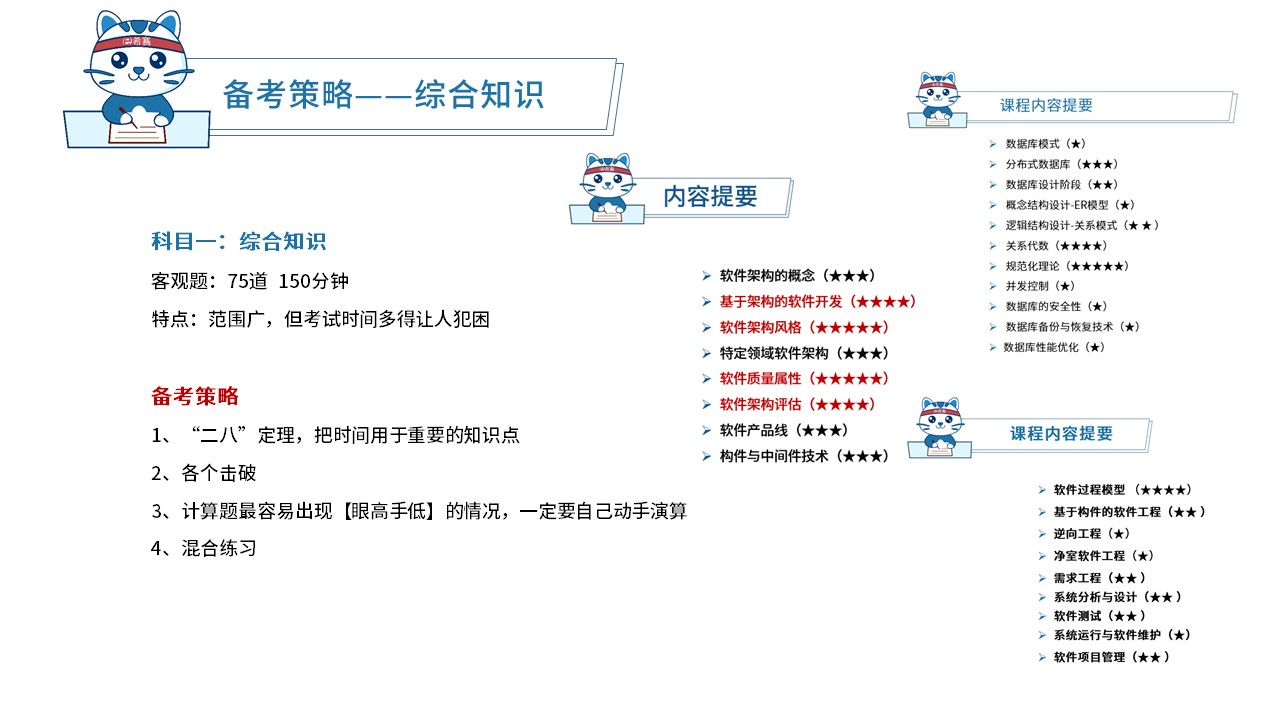 备考策略——综合知识
科目一：综合知识
客观题：75道 150分钟
特点：范围广，但考试时间多得让人犯困
备考策略
1、“二八”定理，把时间用于重要的知识点
2、各个击破
3、计算题最容易出现【眼高手低】的情况，一定要自己动手演算
4、混合练习
内容提要
软件架构的概念（★★★）
基于架构的软件开发（★★★★）
软件架构风格（★★★★★）
特定领域软件架构（★★★）
软件质量属性（★★★★★）
软件架构评估（★★★★）
软件产品线（★★★）
构件与中间件技术（★★★）
课程内容提要
数据库模式（★）
分布式数据库（★★★）
数据库设计阶段（★★）
概念结构设计-ER模型（★）
逻辑结构设计-关系模式（★ ★ ）
关系代数（★★★★）
规范化理论（★★★★★）
并发控制（★）
数据库的安全性（★）
数据库备份与恢复技术（★）
数据库性能优化（★）
课程内容提要
软件过程模型 （★★★★）
基于构件的软件工程（★★ ）
逆向工程（★）
净室软件工程（★）
需求工程（★★ ）
系统分析与设计（★★ ）
软件测试（★★ ）
系统运行与软件维护（★）
软件项目管理（★★ ）